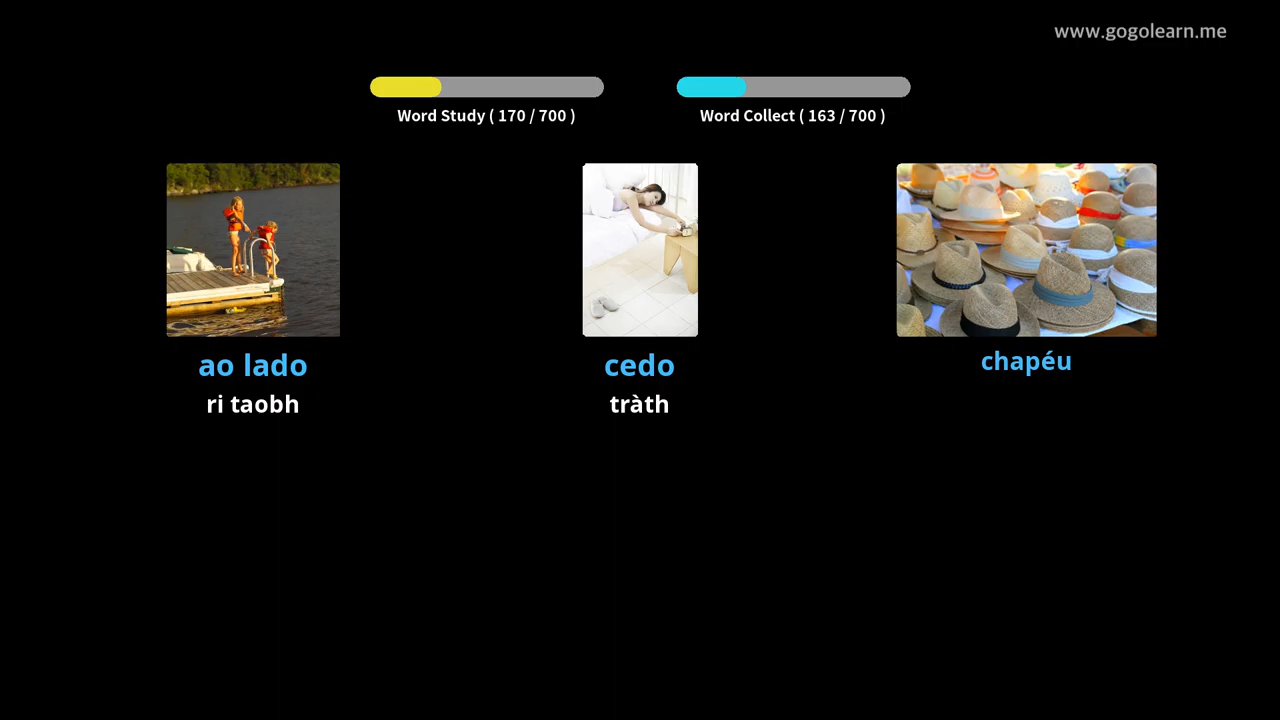 www.gogolearn.me
Word Study ( 170 / 700 )
Word Collect ( 163 / 700 )
ao lado
ri taobh
cedo
tràth
chapéu